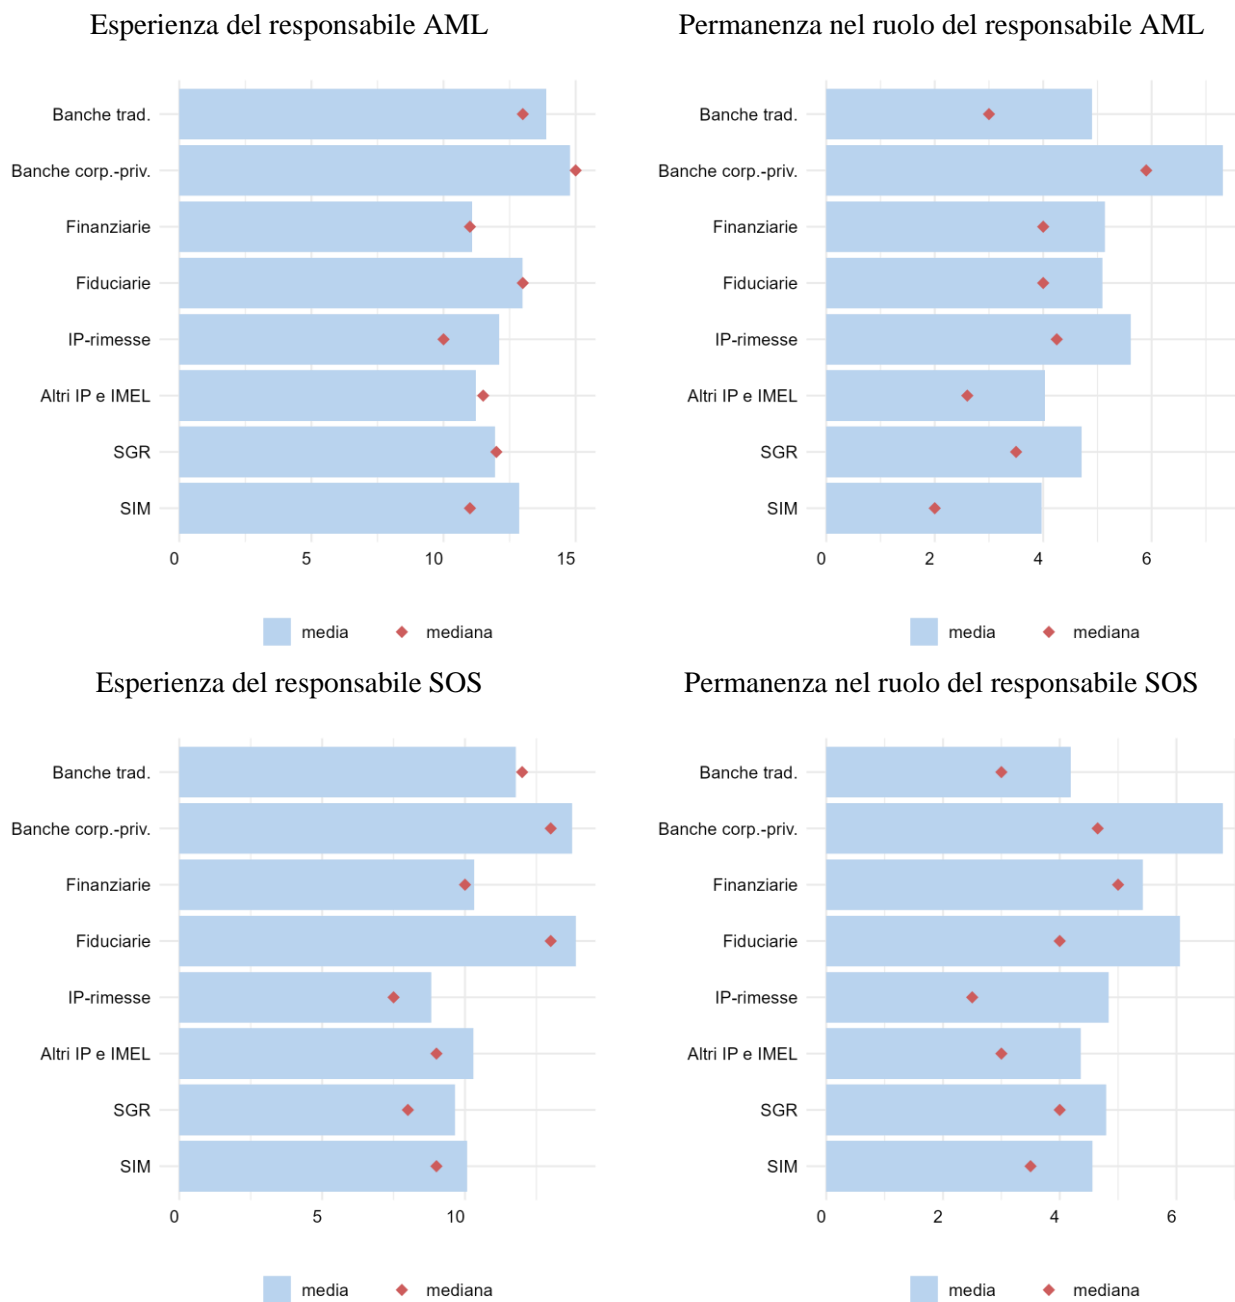 Esperienza del responsabile AML
Banche trad.
Banche corp.-priv.
Finanziarie
Fiduciarie
IP-rimesse
Altri IP e IMEL
SGR
SIM
0 5 10 15
media mediana
Permanenza nel ruolo del responsabile AML
Banche trad.
Banche corp.-priv.
Finanziarie
Fiduciarie
IP-rimesse
Altri IP e IMEL
SGR
SIM
0 2 4 6
media mediana
Esperienza del responsabile SOS
Banche trad.
Banche corp.-priv.
Finanziarie
Fiduciarie
IP-rimesse
Altri IP e IMEL
SGR
SIM
0 5 10
media mediana
Permanenza nel ruolo del responsabile SOS
Banche trad.
Banche corp.-priv.
Finanziarie
Fiduciarie
IP-rimesse
Altri IP e IMEL
SGR
SIM
0 2 4 6
media mediana